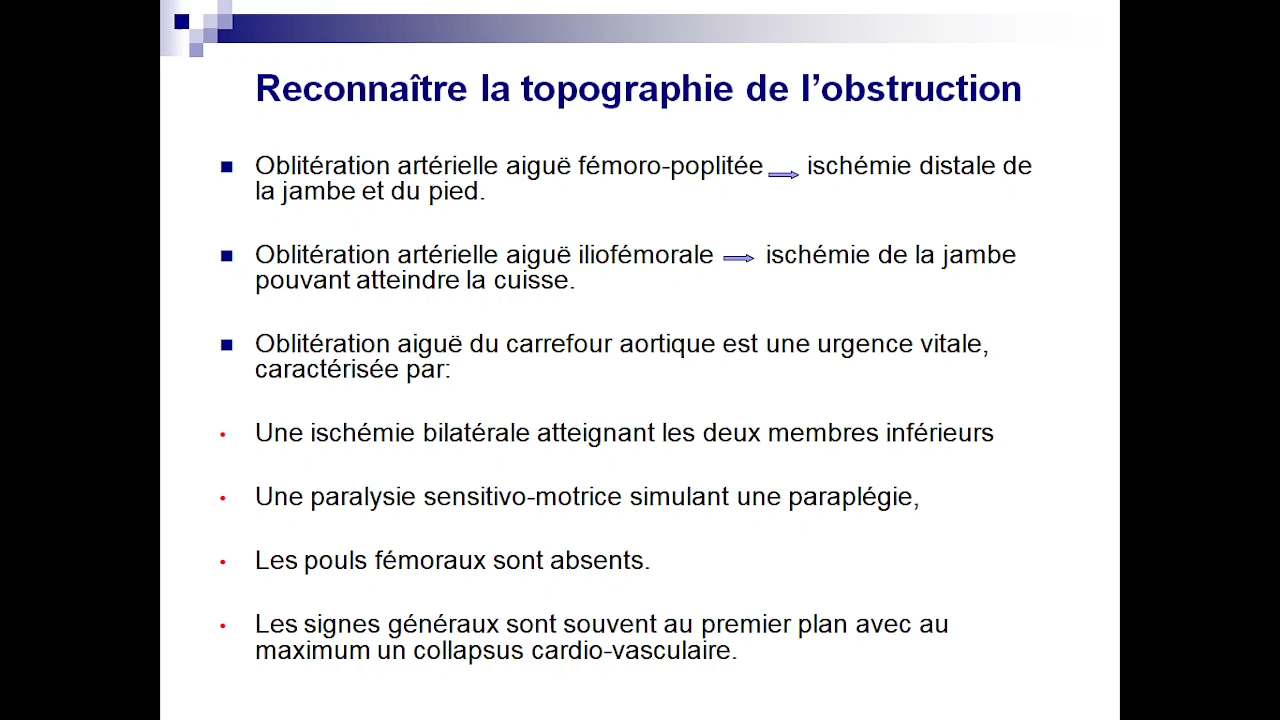 Reconnaître la topographie de l’obstruction
Oblitération artérielle aiguë fémoro-poplitée ischémie distale de
la jambe et du pied.
Oblitération artérielle aiguë iliofémorale ischémie de la jambe
pouvant atteindre la cuisse.
Oblitération aiguë du carrefour aortique est une urgence vitale,
caractérisée par:
Une ischémie bilatérale atteignant les deux membres inférieurs
Une paralysie sensitivo-motrice simulant une paraplégie,
Les pouls fémoraux sont absents.
Les signes généraux sont souvent au premier plan avec au
maximum un collapsus cardio-vasculaire.